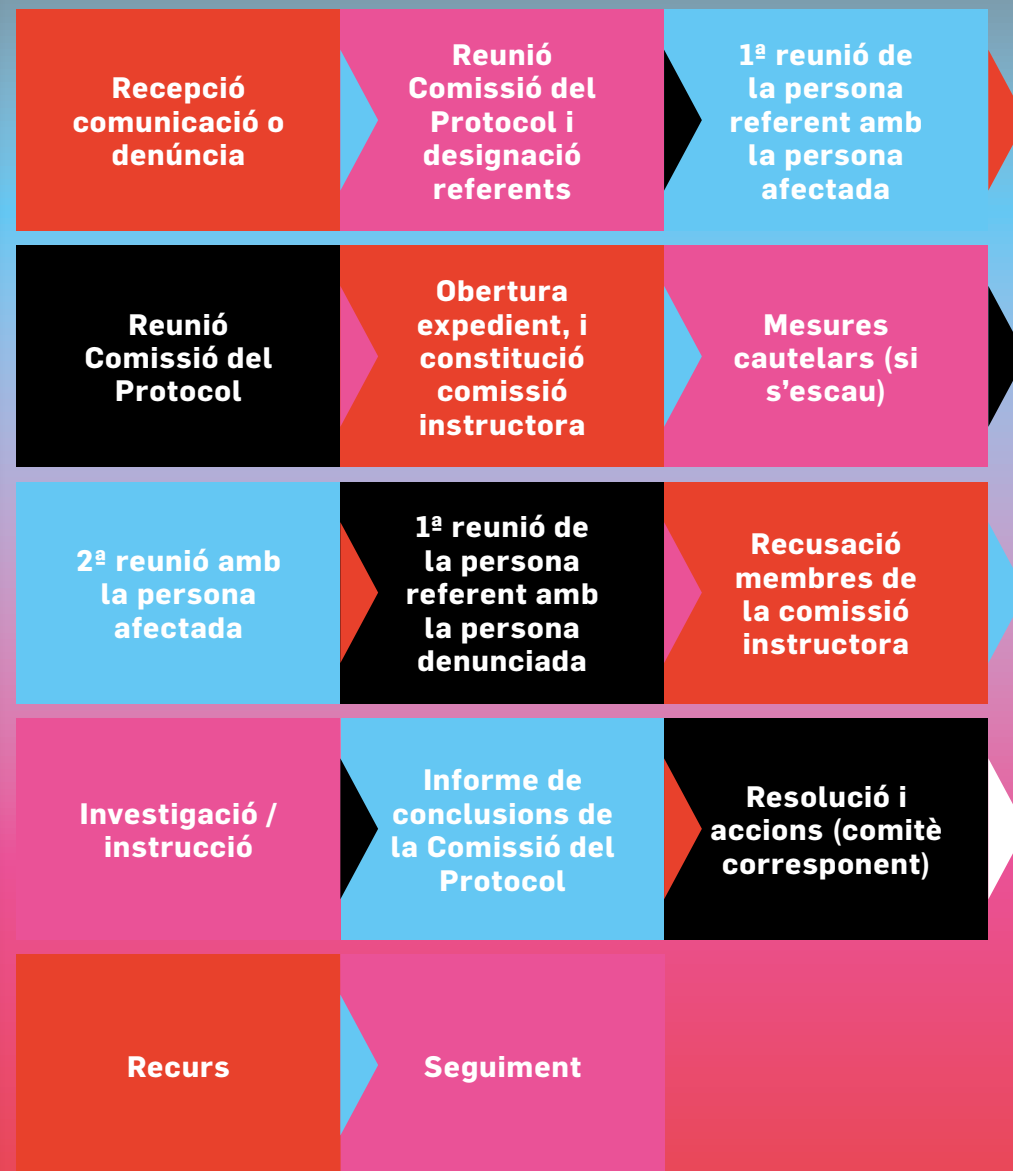 Recepció
comunicació o
denúncia
Reunió
Comissió del
Protocol i
designació
referents
1ª reunió de
la persona
referent amb
la persona
afectada
Reunió
Comissió del
Protocol
Obertura
expedient, i
constitució
comissió
instructora
Mesures
cautelars (si
s’escau)
2ª reunió amb
la persona
afectada
1ª reunió de
la persona
referent amb
la persona
denunciada
Recusació
membres de
la comissió
instructora
Investigació /
instrucció
Informe de
conclusions de
la Comissió del
Protocol
Resolució i
accions (comitè
corresponent)
Recurs
Seguiment